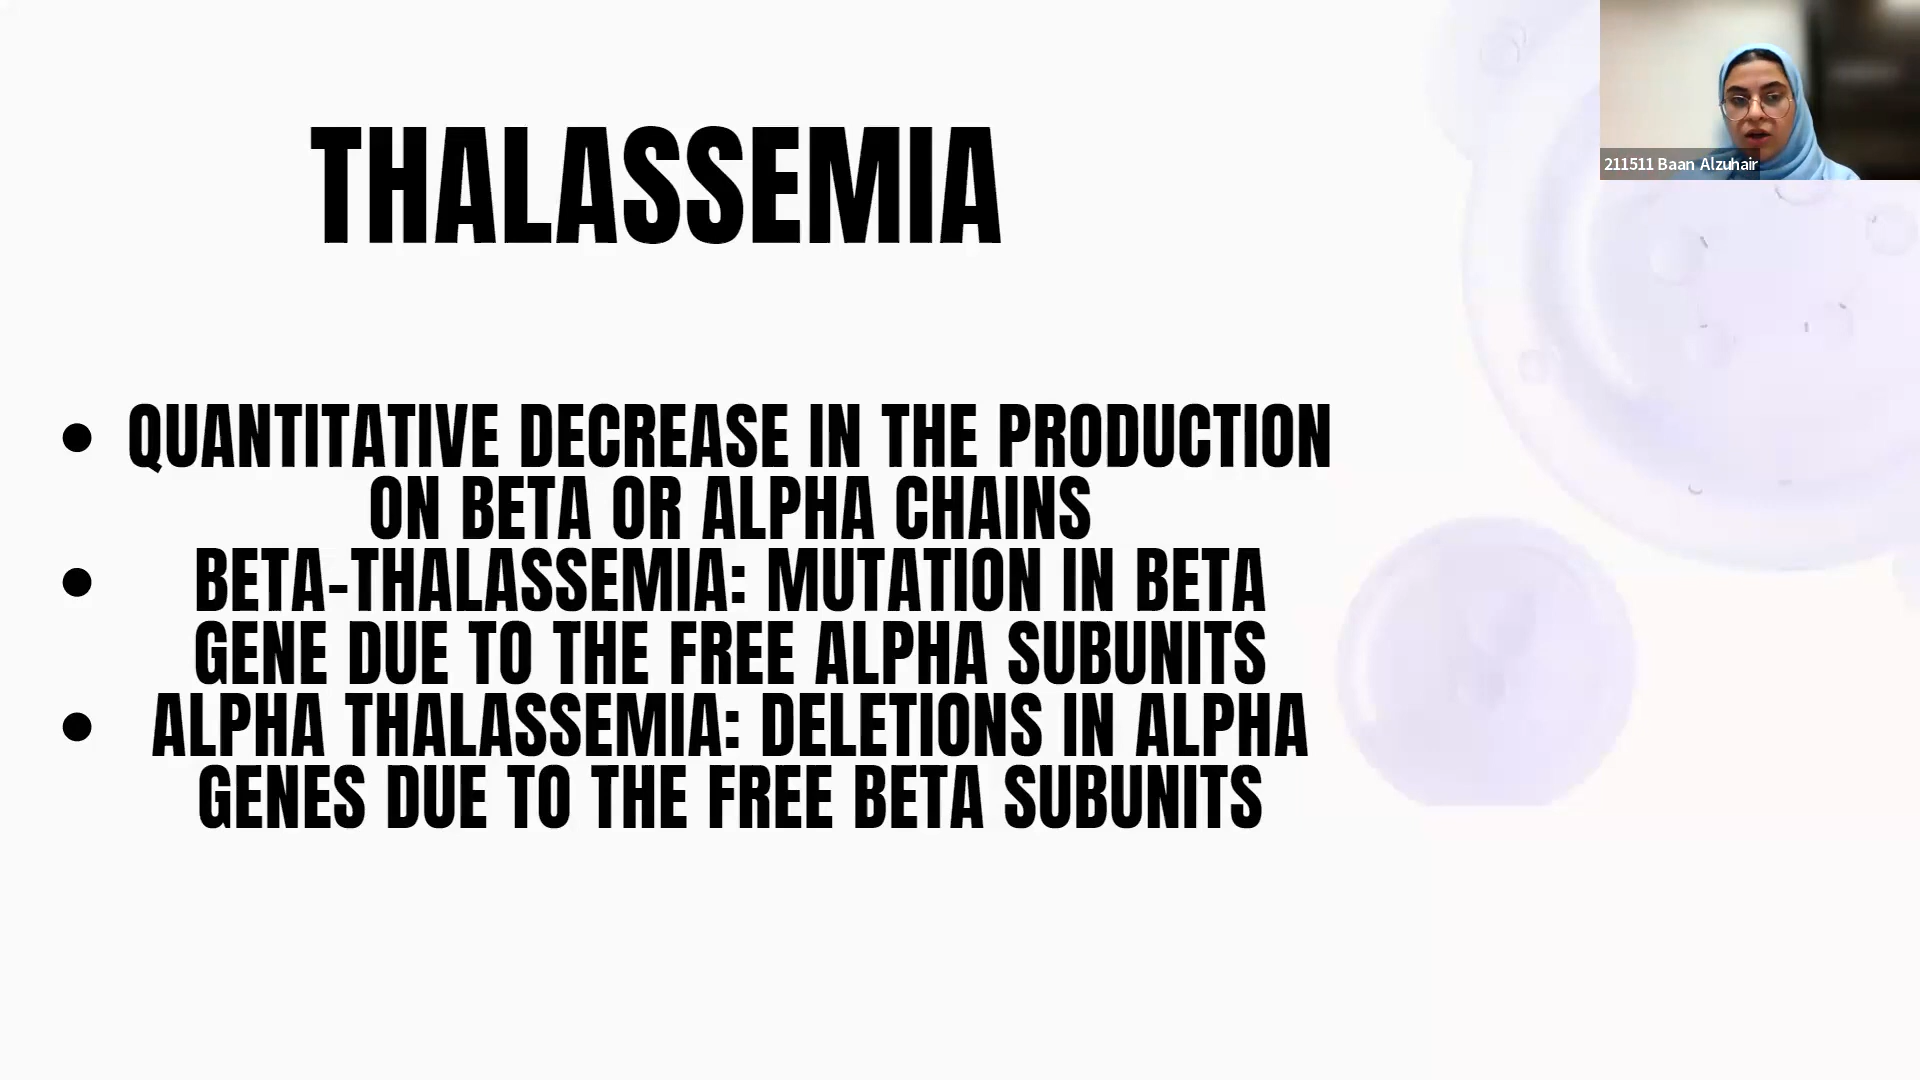 211511 Baan Alzuhair
THALASSEMIA
• QUANTITATIVE DECREASE IN THE PRODUCTION
ON BETA OR ALPHA CHAINS
• BETA-THALASSEMIA: MUTATION IN BETA
GENE DUE TO THE FREE ALPHA SUBUNITS
• ALPHA THALASSEMIA: DELETIONS IN ALPHA
GENES DUE TO THE FREE BETA SUBUNITS